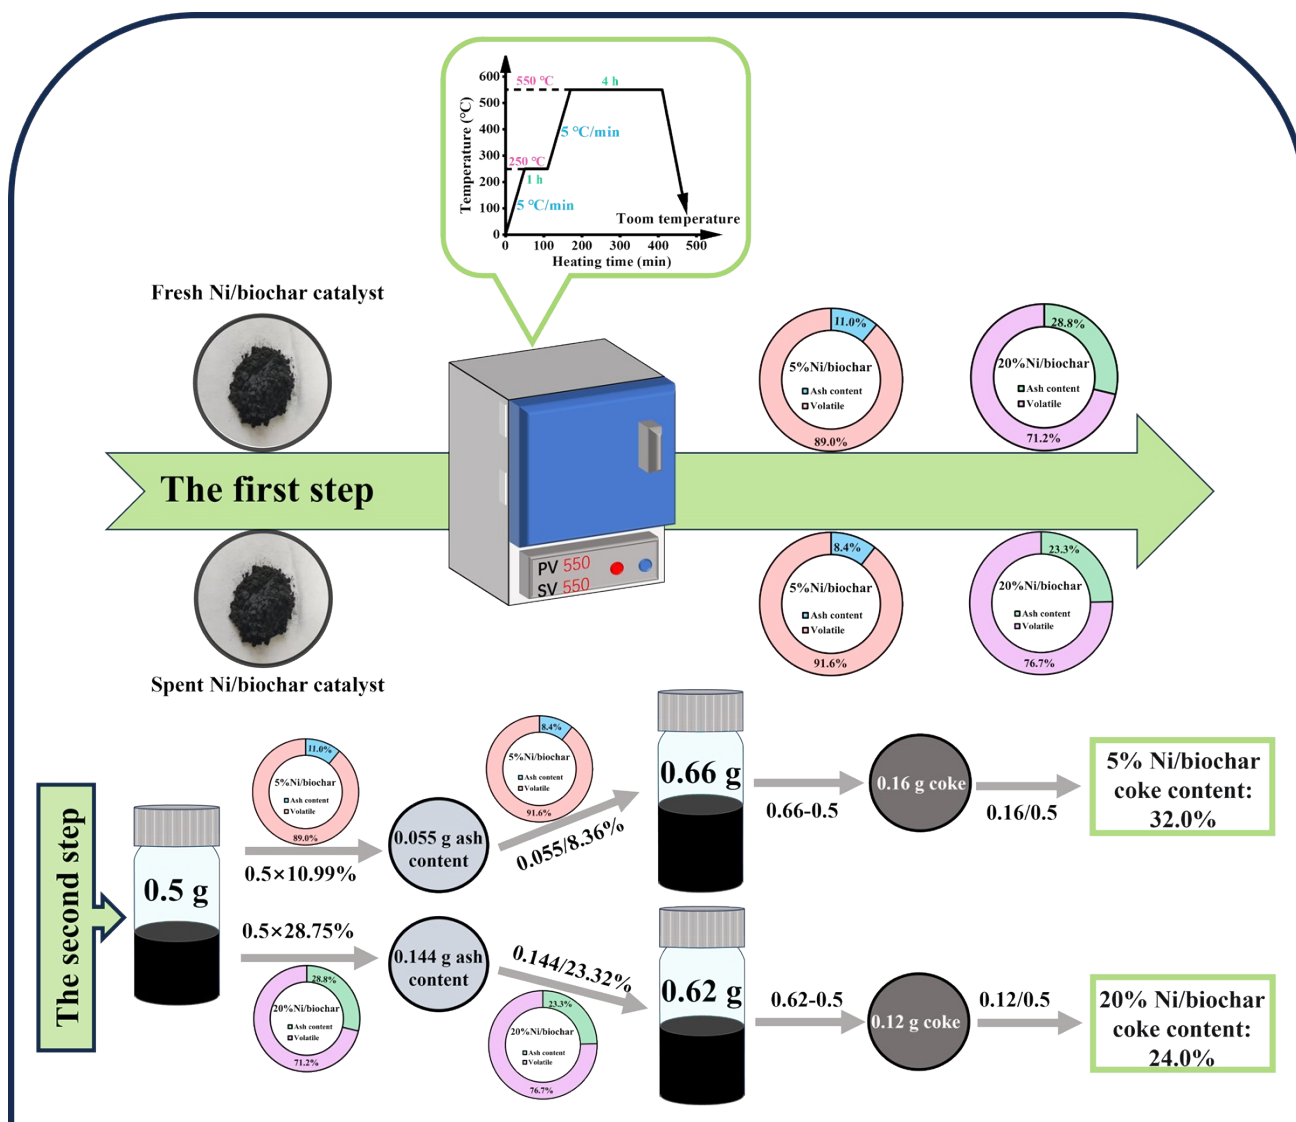 600
550 °C
4 h
500
400
5 °C/min
300
250 °C
200
1 h
5 °C/min
100
Toom temperature
0
0
100
200
300
400
500
Temperature (°C)
Heating time (min)
Fresh Ni/biochar catalyst
The first step
Spent Ni/biochar catalyst
PV 550
SV 550
11.0%
5%Ni/biochar
Ash content
Volatile
89.0%
28.8%
20%Ni/biochar
Ash content
Volatile
71.2%
8.4%
5%Ni/biochar
Ash content
Volatile
91.6%
23.3%
20%Ni/biochar
Ash content
Volatile
76.7%
The second step
0.5 g
11.0%
5%Ni/biochar
Ash content
Volatile
89.0%
0.5×10.99%
0.055 g ash
content
8.4%
5%Ni/biochar
Ash content
Volatile
91.6%
0.055/8.36%
0.66 g
0.66-0.5
0.16 g coke
0.16/0.5
5% Ni/biochar
coke content:
32.0%
0.5×28.75%
28.8%
20%Ni/biochar
Ash content
Volatile
71.2%
0.144 g ash
content
0.144/23.32%
23.3%
20%Ni/biochar
Ash content
Volatile
76.7%
0.62 g
0.62-0.5
0.12 g coke
0.12/0.5
20% Ni/biochar
coke content:
24.0%